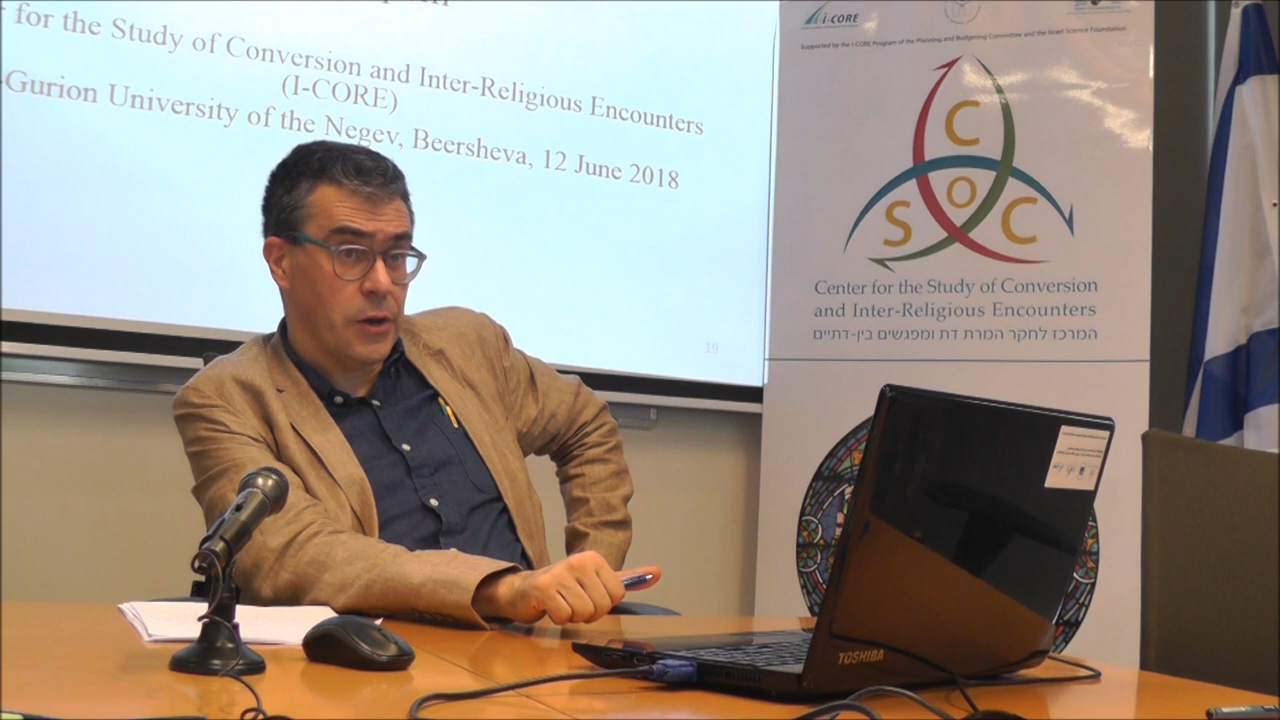 for the Study of Conversion and Inter-Religious Encounters
(I-CORE)
-Gurion University of the Negev, Beersheva, 12 June 2018
19
i-CORE
Supported by the I-CORE Program of the Planning and Budgeting Committee and the Israel Science Foundation
C
S O C
Center for the Study of Conversion
and Inter-Religious Encounters
המרכז לחקר המרת דת ומפגשים בין-דתיים
TOSHIBA